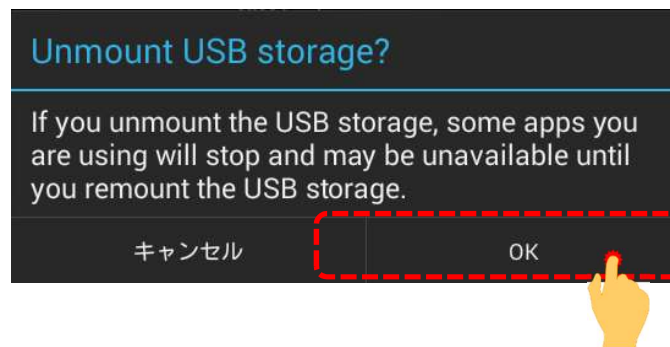 Unmount USB storage?
If you unmount the USB storage, some apps you
are using will stop and may be unavailable until
you remount the USB storage.
キャンセル OK